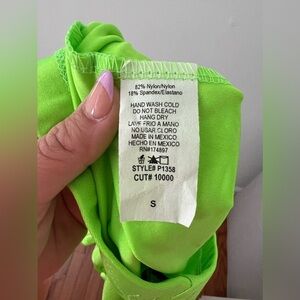 82% Nylon/Nylon
18% Spandex/Elastano
HAND WASH COLD
DO NOT BLEACH
HANG DRY
LAVE FRIO A MANO
NO USAR CLORO
MADE IN MEXICO
HECHO EN MEXICO
RN#174897
STYLE# P1358
CUT# 10000
S